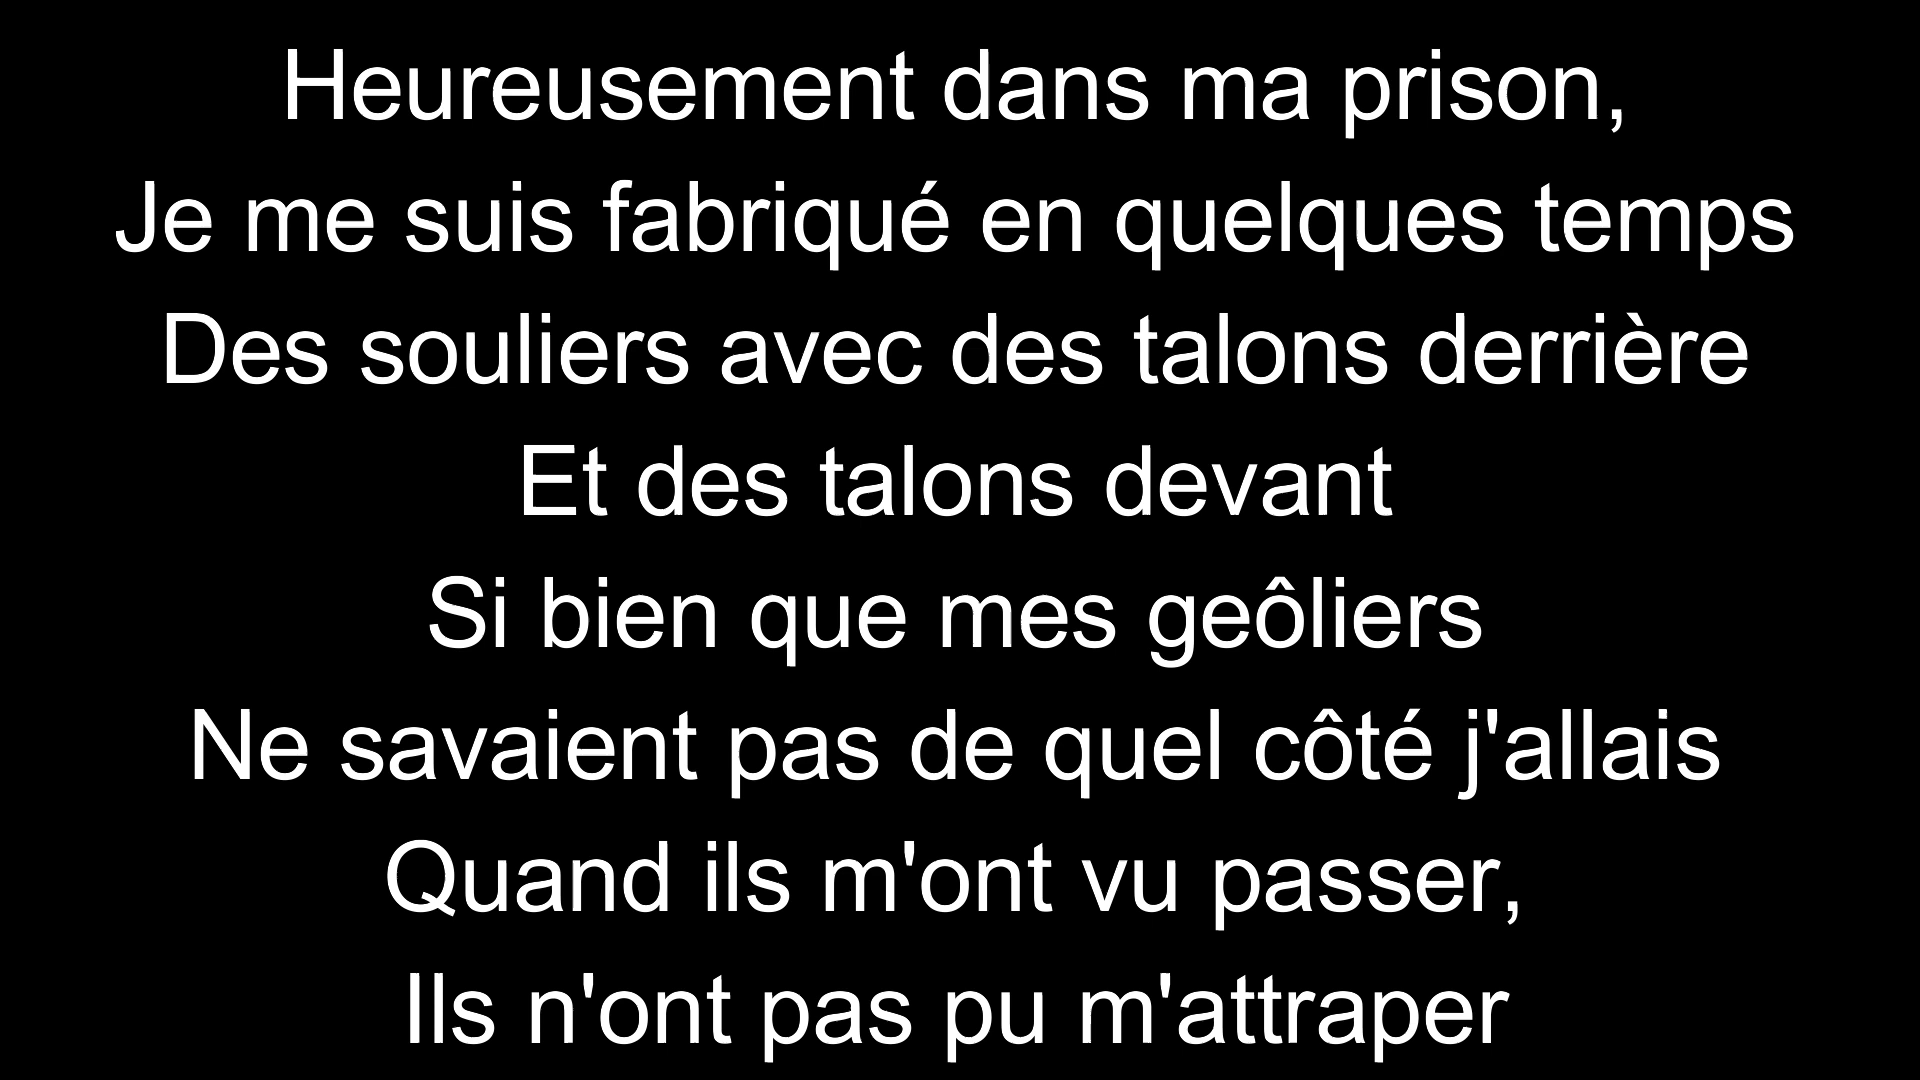 Heureusement dans ma prison,
Je me suis fabriqué en quelques temps
Des souliers avec des talons derrière
Et des talons devant
Si bien que mes geôliers
Ne savaient pas de quel côté j'allais
Quand ils m'ont vu passer,
Ils n'ont pas pu m'attraper